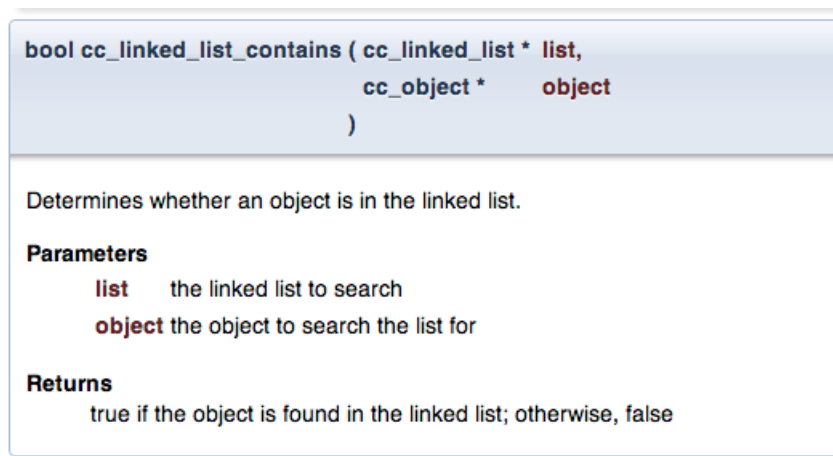 bool cc_linked_list_contains ( cc_linked_list * list,
cc_object * object
)
Determines whether an object is in the linked list.
Parameters
list the linked list to search
object the object to search the list for
Returns
true if the object is found in the linked list; otherwise, false